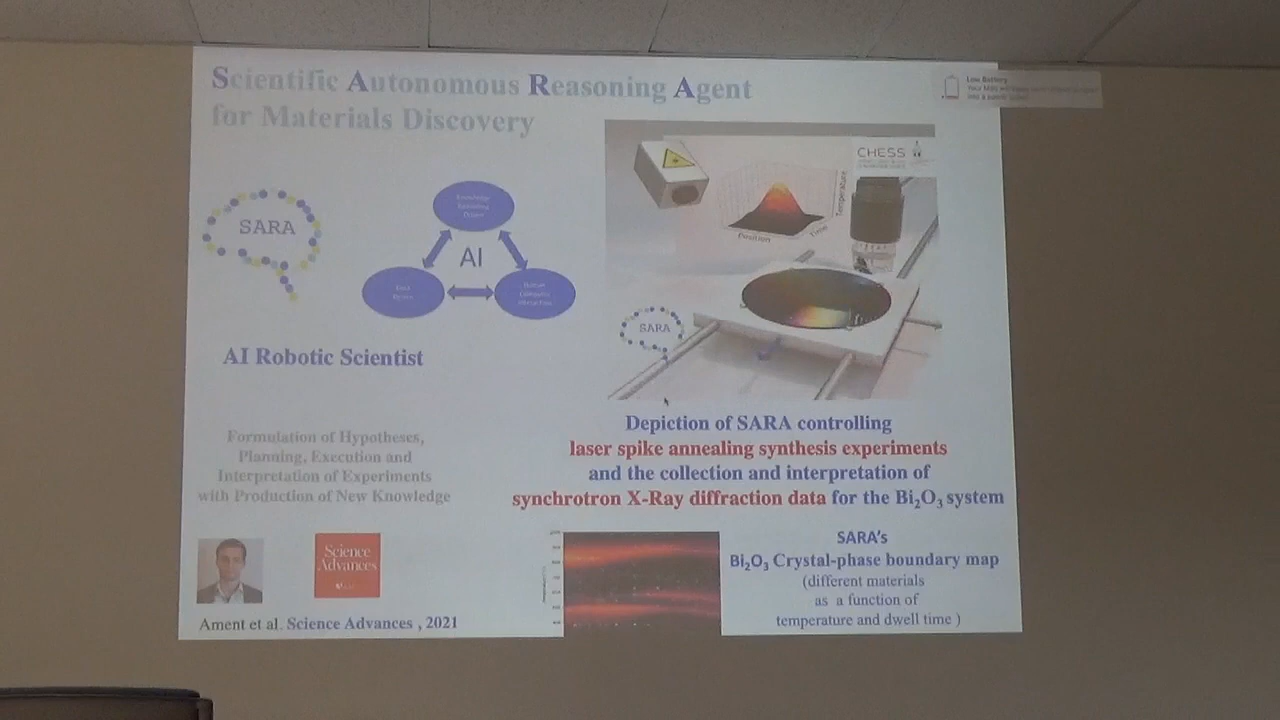 Scientific Autonomous Reasoning Agent
for Materials Discovery
Low Battery
CHESS
Temperature
Time
Position
SARA
AI
SARA
AI Robotic Scientist
Depiction of SARA controlling
laser spike annealing synthesis experiments
and the collection and interpretation of
synchrotron X-Ray diffraction data for the Bi₂O₃ system
Formulation of Hypotheses,
Planning, Execution and
Interpretation of Experiments
with Production of New Knowledge
Science
Advances
SARA's
Bi₂O₃ Crystal-phase boundary map
(different materials
as a function of
temperature and dwell time )
Ament et al. Science Advances , 2021